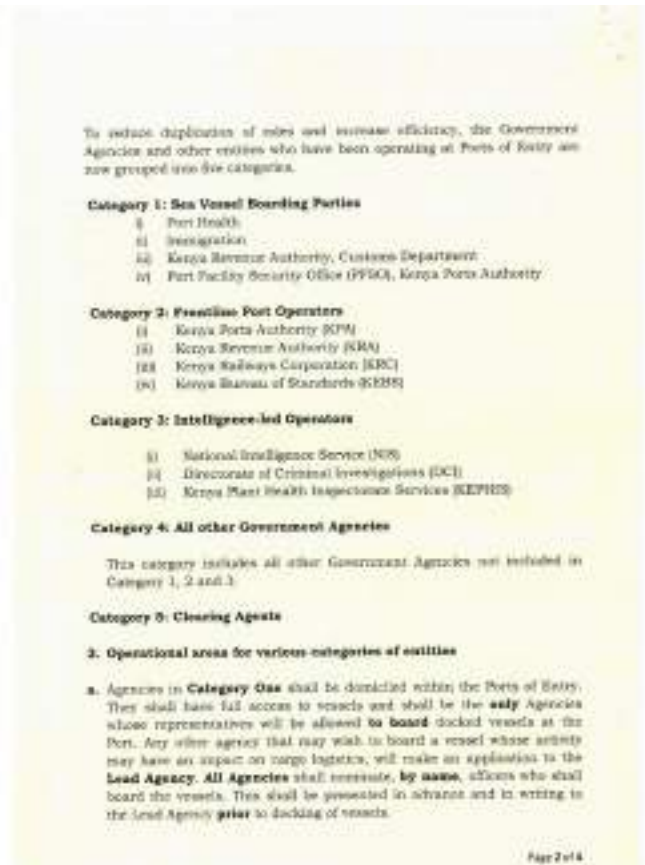 To reduce duplication of roles and increase efficiency, the Government
Agencies and other entities who have been operating at Ports of Entry are
now grouped into five categories.
Category 1: Sea Vessel Boarding Parties
i) Port Health
ii) Immigration
iii) Kenya Revenue Authority, Customs Department
iv) Port Facility Security Office (PFSO), Kenya Ports Authority
Category 2: Frontline Port Operators
(i) Kenya Ports Authority (KPA)
(ii) Kenya Revenue Authority (KRA)
(iii) Kenya Railways Corporation (KRC)
(iv) Kenya Bureau of Standards (KEBS)
Category 3: Intelligence-led Operators
(i) National Intelligence Service (NIS)
(ii) Directorate of Criminal Investigations (DCI)
(iii) Kenya Plant Health Inspectorate Services (KEPHIS)
Category 4: All other Government Agencies
This category includes all other Government Agencies not included in
Category 1, 2 and 3
Category 5: Clearing Agents
2. Operational areas for various categories of entities
a. Agencies in Category One shall be domiciled within the Ports of Entry.
They shall have full access to vessels and shall be the only Agencies
whose representatives will be allowed to board docked vessels at the
Port. Any other agency that may wish to board a vessel whose activity
may have an impact on cargo logistics, will make an application to the
Lead Agency. All Agencies shall nominate, by name, officers who shall
board the vessels. This shall be presented in advance and in writing to
the Lead Agency prior to docking of vessels.
Page 2 of 4